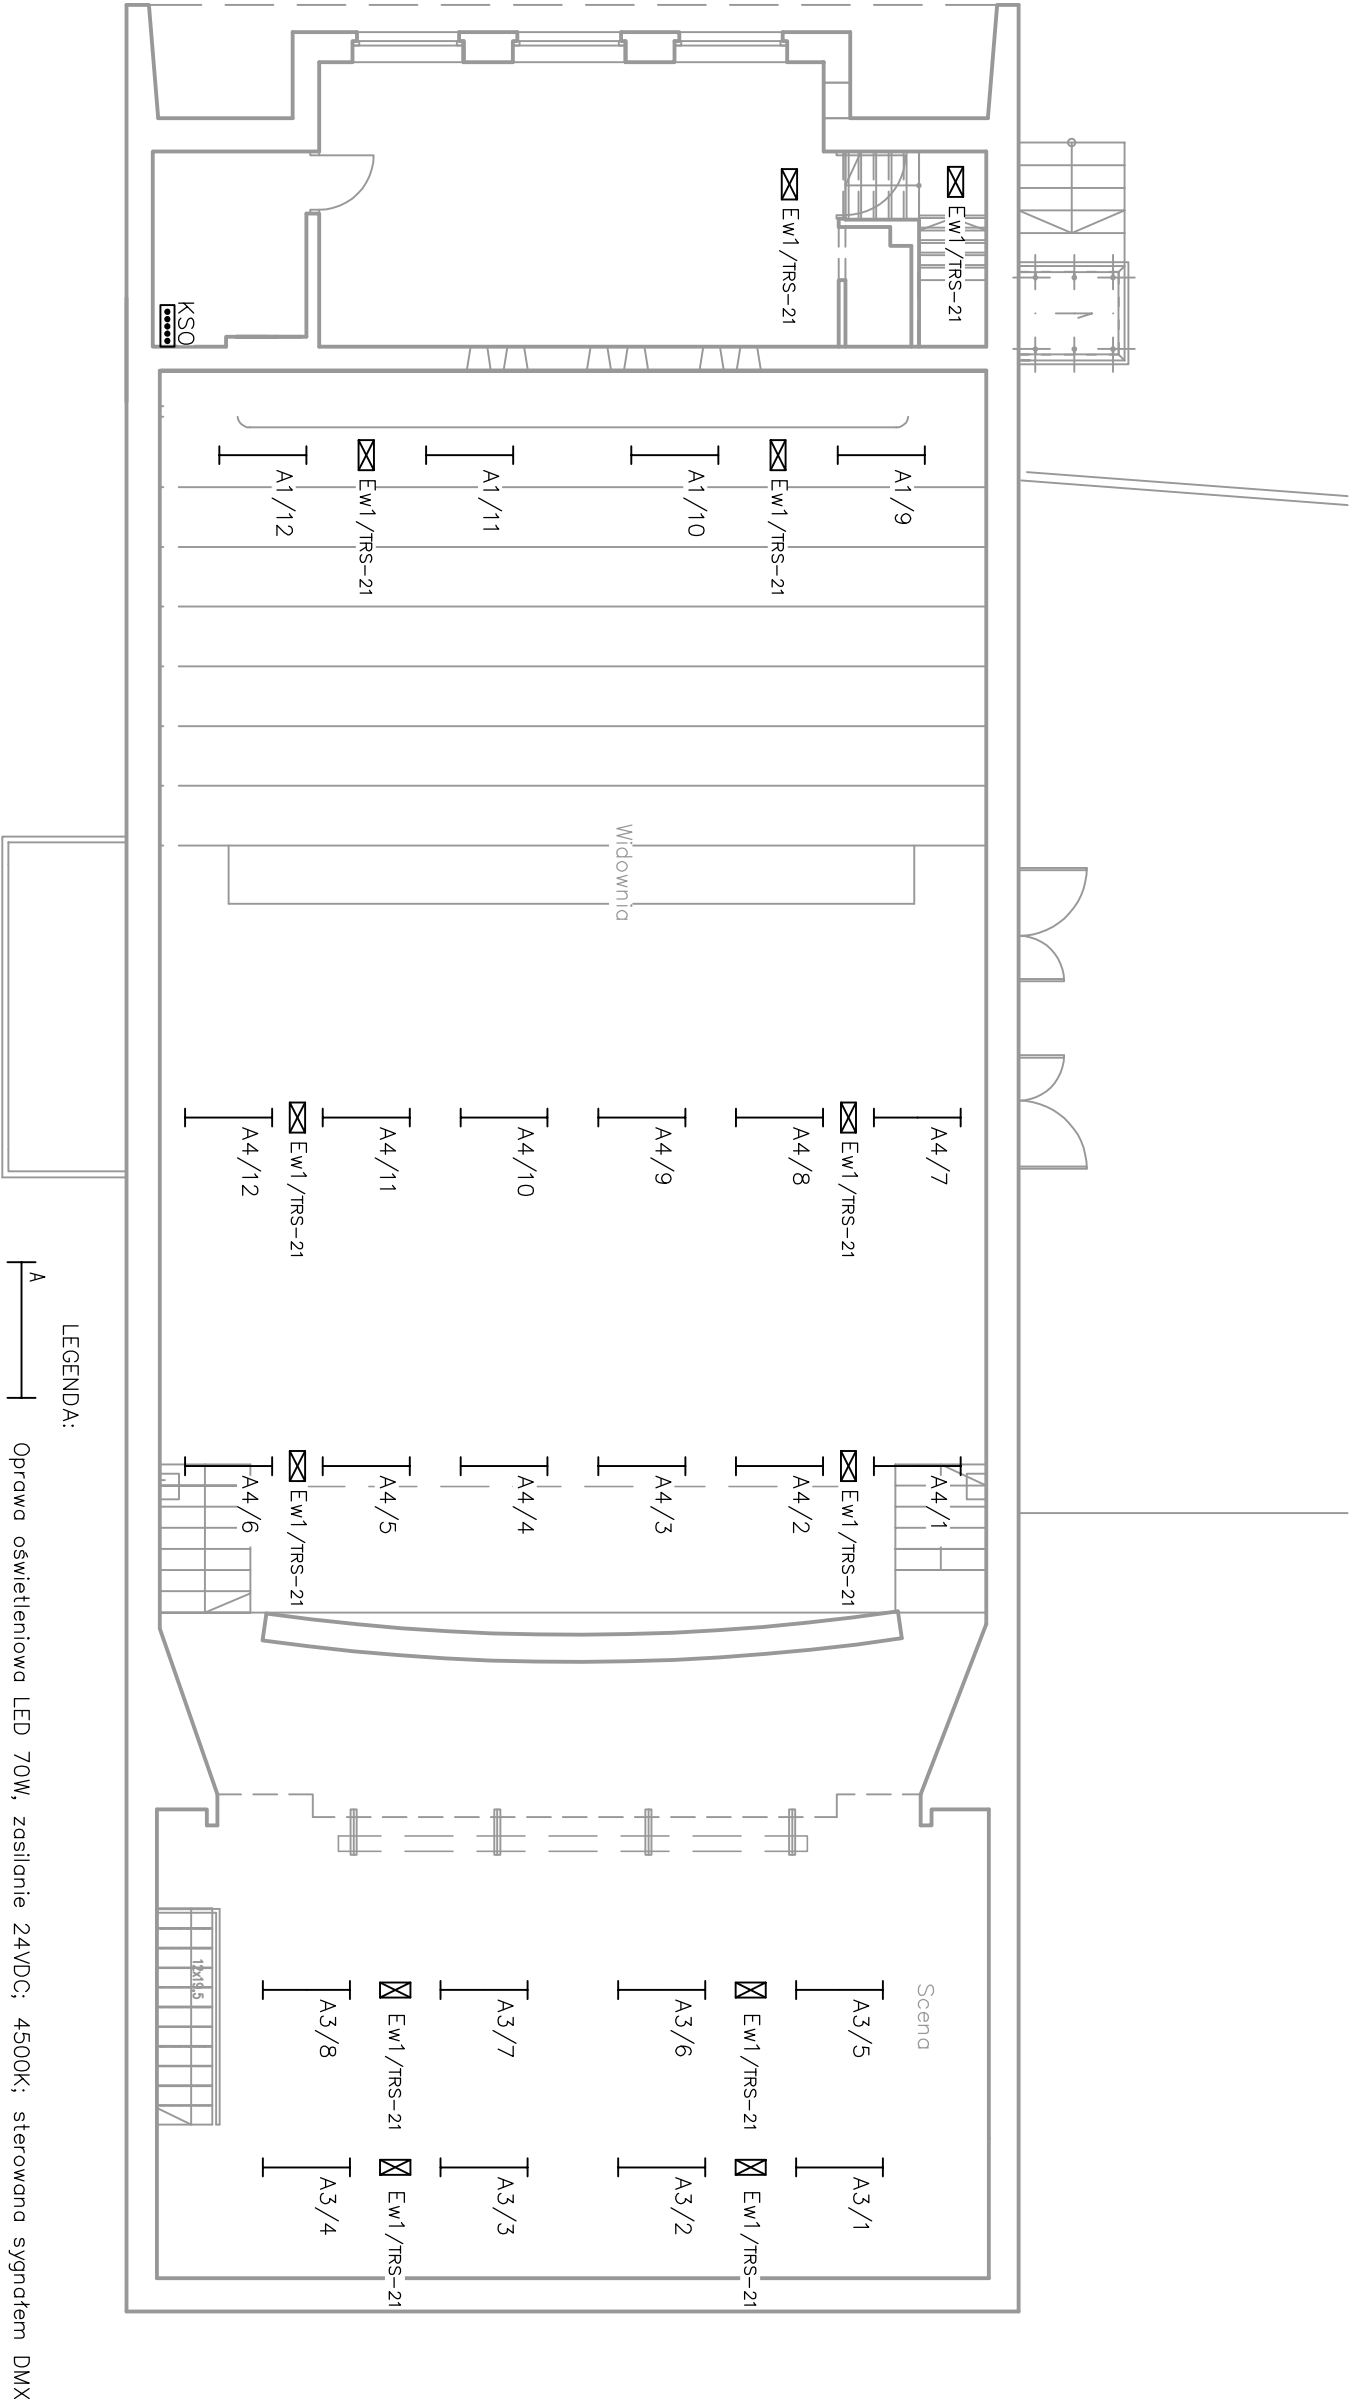 Ew1/TRS-21
Ew1/TRS-21
KSO
A1/9
Ew1/TRS-21
A1/10
A1/11
Ew1/TRS-21
A1/12
Widownia
A4/7
Ew1/TRS-21
A4/8
A4/9
A4/10
A4/11
Ew1/TRS-21
A4/12
A4/1
Ew1/TRS-21
A4/2
A4/3
A4/4
A4/5
Ew1/TRS-21
A4/6
Scena
12x19,5
A3/5
Ew1/TRS-21
A3/6
A3/7
Ew1/TRS-21
A3/8
A3/1
Ew1/TRS-21
A3/2
A3/3
Ew1/TRS-21
A3/4
LEGENDA:
A
Oprawa oświetleniowa LED 70W, zasilanie 24VDC; 4500K; sterowana sygnałem DMX